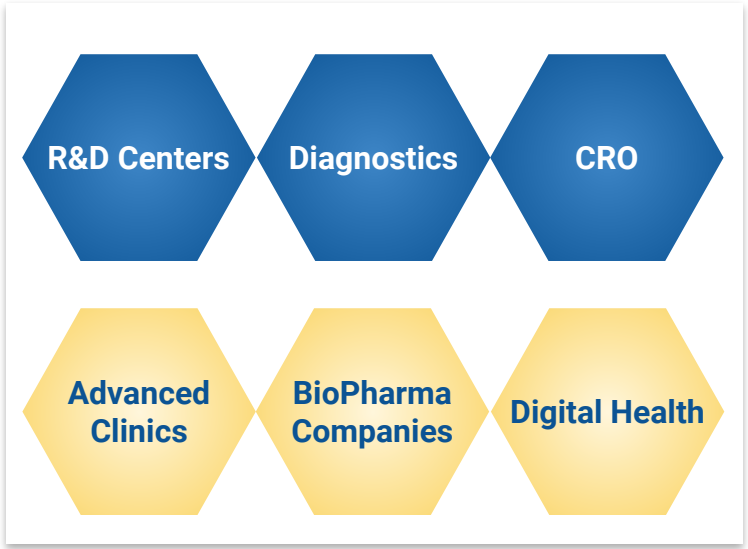 R&D Centers
Diagnostics
CRO
Advanced
Clinics
BioPharma
Companies
Digital Health